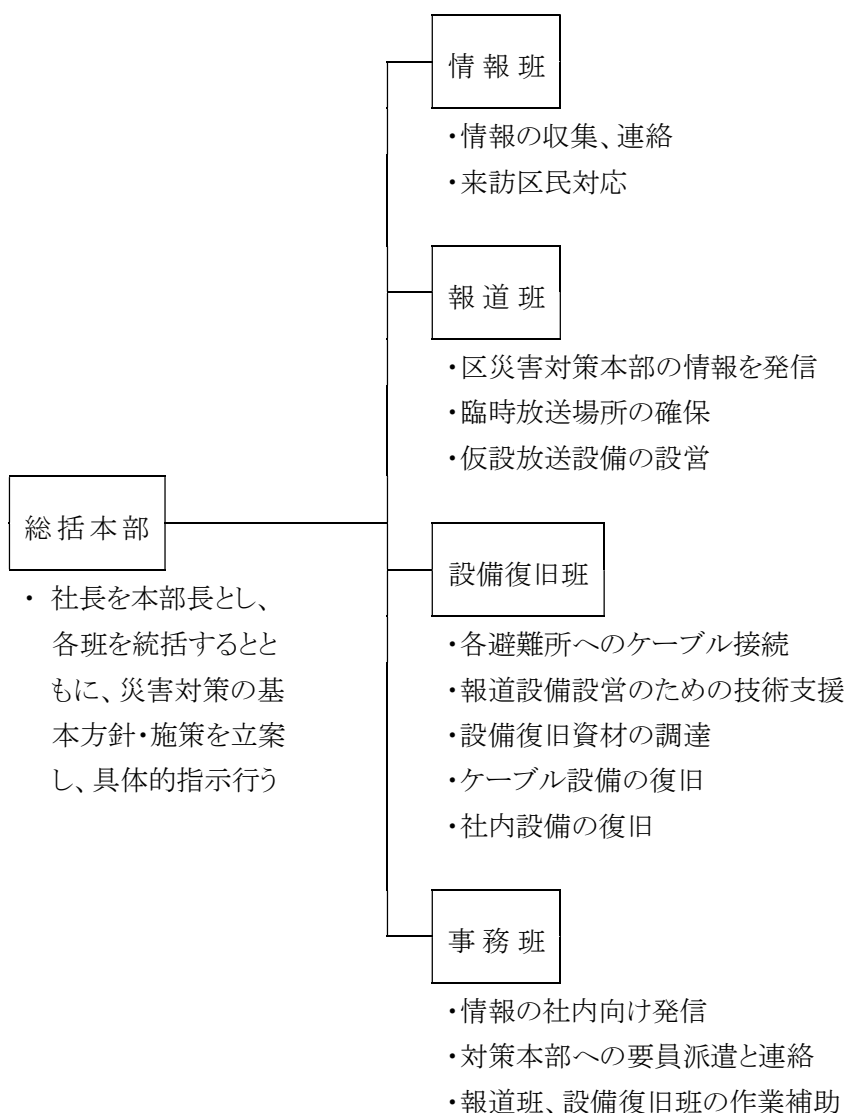 情報班
・情報の収集、連絡
・来訪区民対応
報道班
・区災害対策本部の情報を発信
・臨時放送場所の確保
・仮設放送設備の設営
総括本部
・ 社長を本部長とし、
各班を統括するとと
もに、災害対策の基
本方針・施策を立案
し、具体的指示行う
設備復旧班
・各避難所へのケーブル接続
・報道設備設営のための技術支援
・設備復旧資材の調達
・ケーブル設備の復旧
・社内設備の復旧
事務班
・情報の社内向け発信
・対策本部への要員派遣と連絡
・報道班、設備復旧班の作業補助